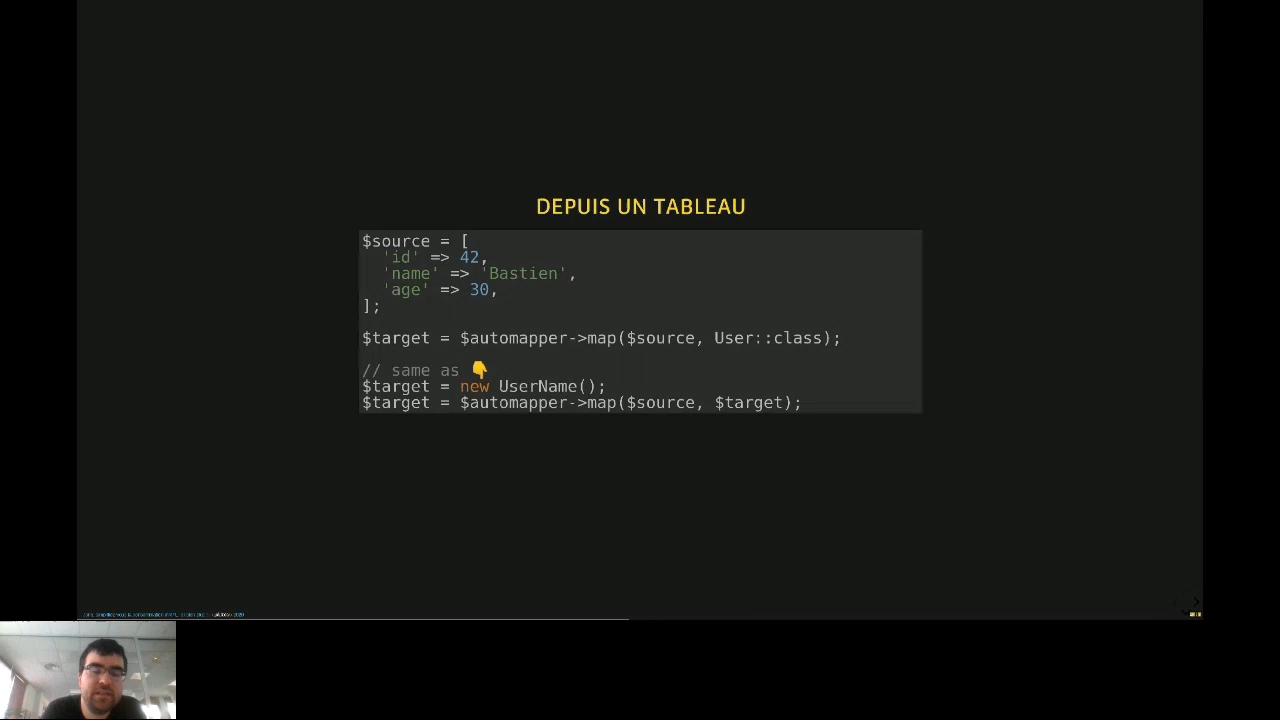 DEPUIS UN TABLEAU
$source = [
  'id' => 42,
  'name' => 'Bastien',
  'age' => 30,
];
$target = $automapper->map($source, User::class);
// same as 👇
$target = new UserName();
$target = $automapper->map($source, $target);